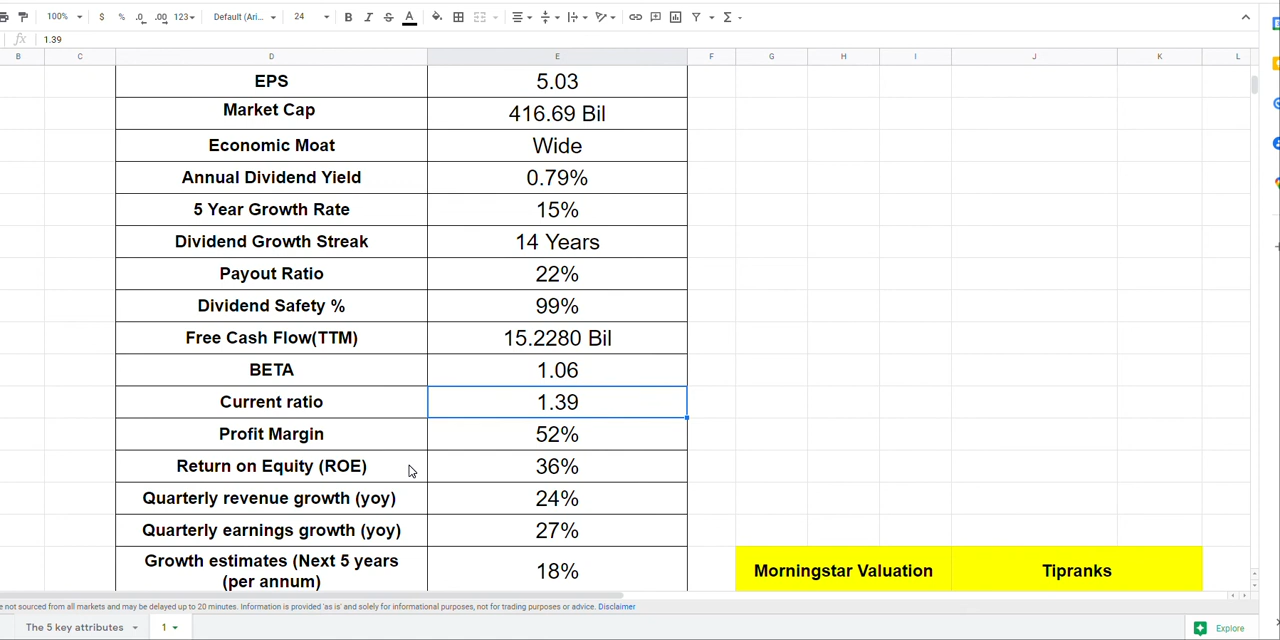 100% $ % .0 .00 123 Default (Ari... 24 B I S A Σ
fx 1.39
B C D E F G H I J K L
EPS 5.03
Market Cap 416.69 Bil
Economic Moat Wide
Annual Dividend Yield 0.79%
5 Year Growth Rate 15%
Dividend Growth Streak 14 Years
Payout Ratio 22%
Dividend Safety % 99%
Free Cash Flow(TTM) 15.2280 Bil
BETA 1.06
Current ratio 1.39
Profit Margin 52%
Return on Equity (ROE) 36%
Quarterly revenue growth (yoy) 24%
Quarterly earnings growth (yoy) 27%
Growth estimates (Next 5 years
(per annum) 18%
Morningstar Valuation Tipranks
not sourced from all markets and may be delayed up to 20 minutes. Information is provided 'as is' and solely for informational purposes, not for trading purposes or advice. Disclaimer
The 5 key attributes 1 Explore